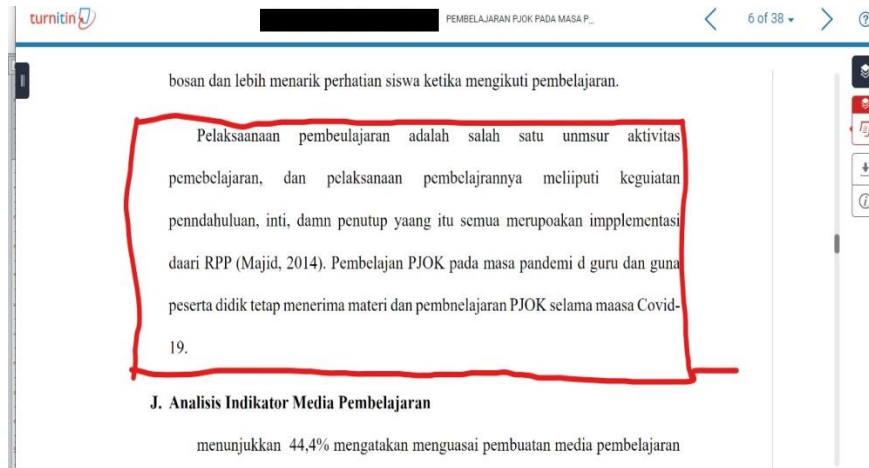 turnitin
PEMBELAJARAN PJOK PADA MASA P...
6 of 38
bosan dan lebih menarik perhatian siswa ketika mengikuti pembelajaran.
Pelaksaanaan pembeulajaran adalah salah satu unmsur aktivitas
pemebelajaran, dan pelaksanaan pembelajrannya meliiputi keguiatan
penndahuluan, inti, damn penutup yaang itu semua merupoakan impplementasi
daari RPP (Majid, 2014). Pembelajan PJOK pada masa pandemi d guru dan guna
peserta didik tetap menerima materi dan pembnelajaran PJOK selama maasa Covid-
19.
J. Analisis Indikator Media Pembelajaran
menunjukkan 44,4% mengatakan menguasai pembuatan media pembelajaran